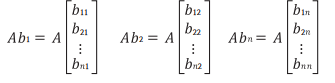 Ab₁ = A [b₁₁ b₂₁ ⋮ bₙ₁] Ab₂ = A [b₁₂ b₂₂ ⋮ bₙ₂] Abₙ = A [b₁ₙ b₂ₙ ⋮ bₙₙ]